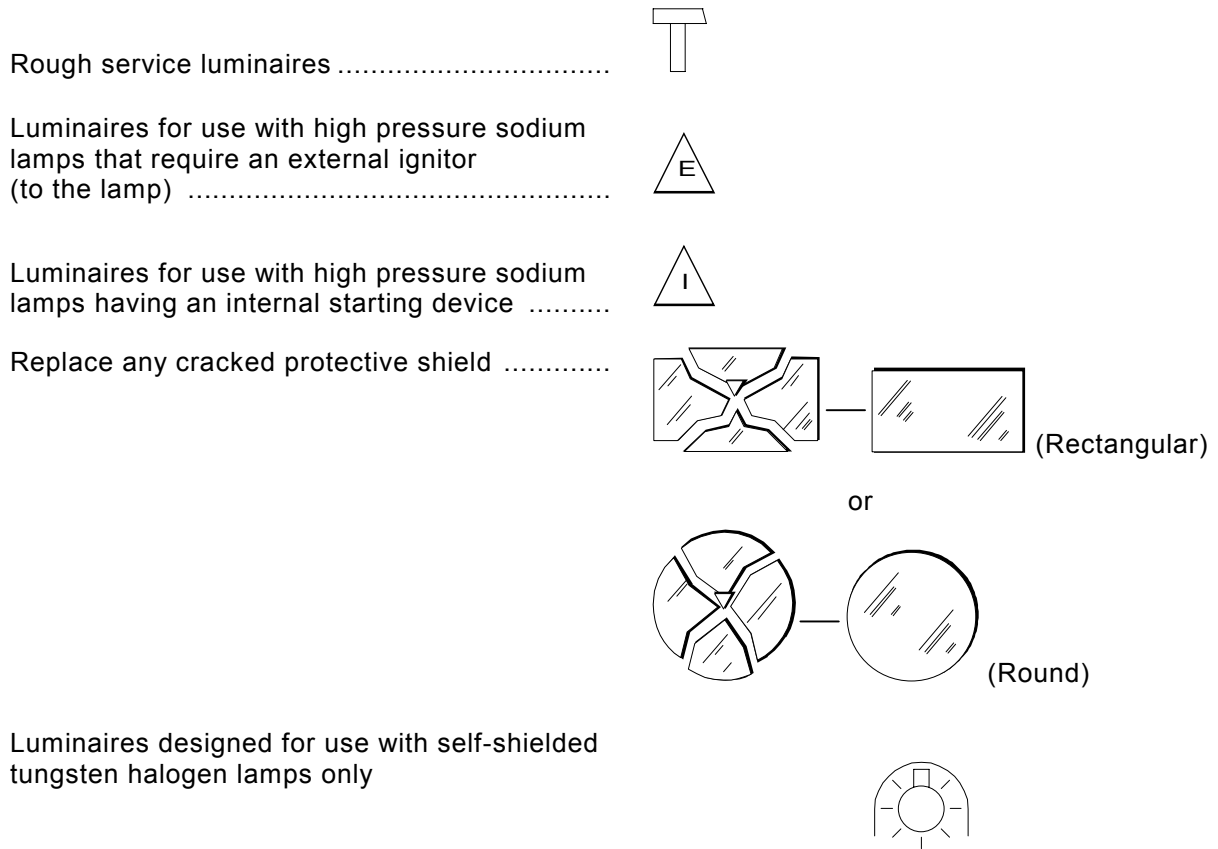 Rough service luminaires .................................
Luminaires for use with high pressure sodium
lamps that require an external ignitor
(to the lamp) ...................................................
E
Luminaires for use with high pressure sodium
lamps having an internal starting device ..........
I
Replace any cracked protective shield .............
(Rectangular)
or
(Round)
Luminaires designed for use with self-shielded
tungsten halogen lamps only